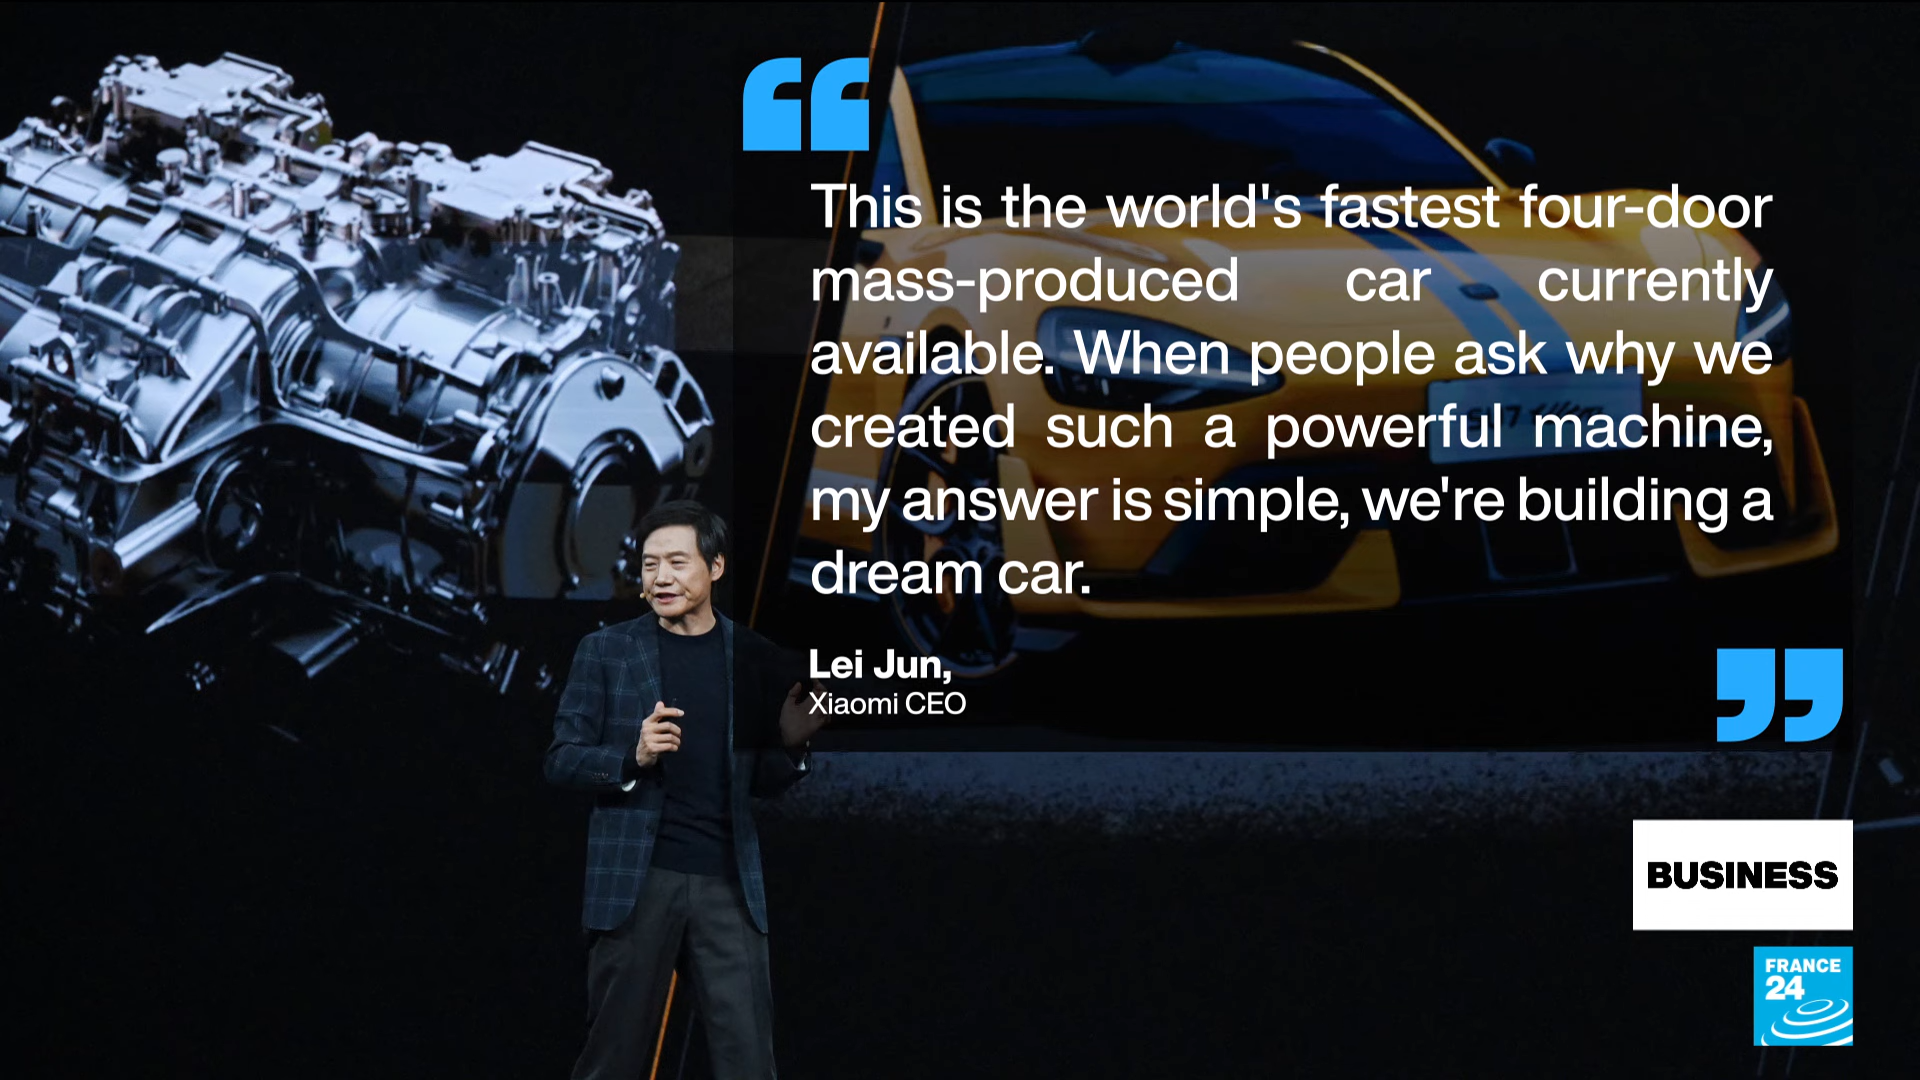 This is the world's fastest four-door
mass-produced car currently
available. When people ask why we
created such a powerful machine,
my answer is simple, we're building a
dream car.
Lei Jun,
Xiaomi CEO
BUSINESS
FRANCE
24